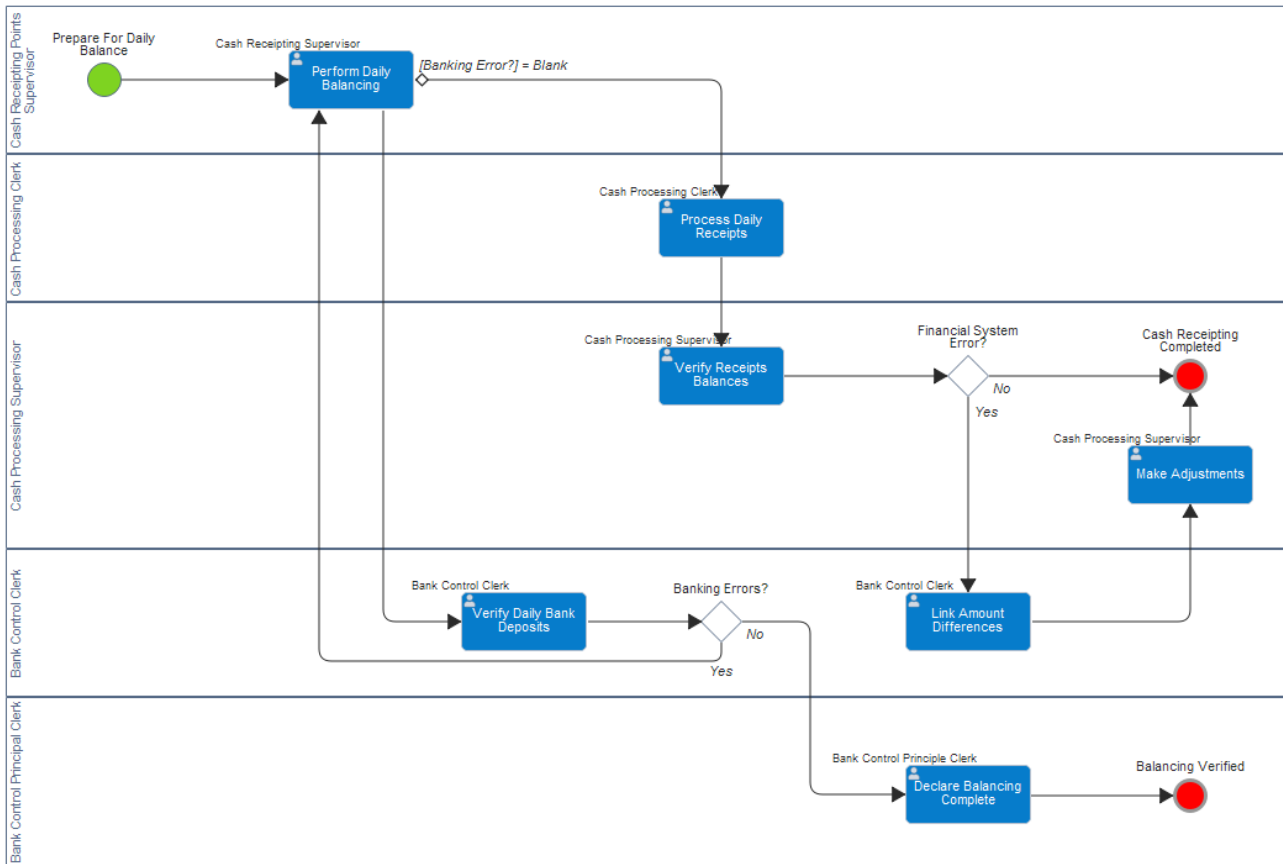 Cash Receipting Points
Supervisor
Prepare For Daily
Balance
Cash Receipting Supervisor
Perform Daily
Balancing
[Banking Error?] = Blank
Cash Processing Clerk
Cash Processing Clerk
Process Daily
Receipts
Cash Processing Supervisor
Cash Processing Supervisor
Verify Receipts
Balances
Financial System
Error?
No
Yes
Cash Receipting
Completed
Cash Processing Supervisor
Make Adjustments
Bank Control Clerk
Bank Control Clerk
Verify Daily Bank
Deposits
Banking Errors?
No
Yes
Bank Control Clerk
Link Amount
Differences
Bank Control Principal Clerk
Bank Control Principle Clerk
Declare Balancing
Complete
Balancing Verified